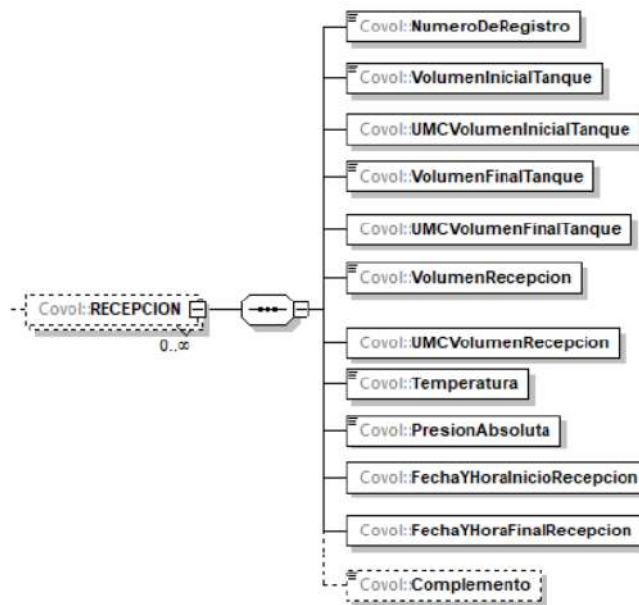 Covol::NumeroDeRegistro
Covol::VolumenInicialTanque
Covol::UMCVolumenInicialTanque
Covol::VolumenFinalTanque
Covol::UMCVolumenFinalTanque
Covol::VolumenRecepcion
Covol::RECEPCION
0..∞
Covol::UMCVolumenRecepcion
Covol::Temperatura
Covol::PresionAbsoluta
Covol::FechaYHoraInicioRecepcion
Covol::FechaYHoraFinalRecepcion
Covol::Complemento